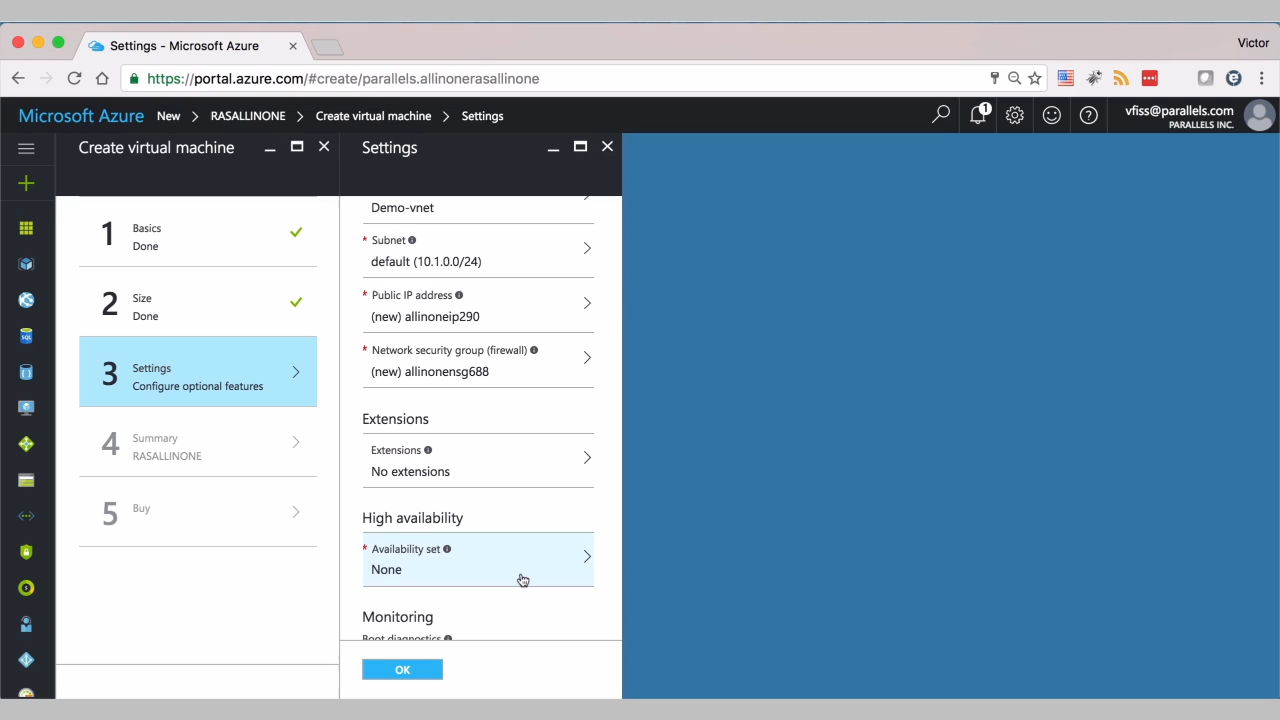 Settings - Microsoft Azure
Victor
https://portal.azure.com/#create/parallels.allinonerasallinone
Microsoft Azure New > RASALLINONE > Create virtual machine > Settings
1
vfiss@parallels.com
PARALLELS INC.
Create virtual machine
Settings
1
Basics
Done
2
Size
Done
3
Settings
Configure optional features
4
Summary
RASALLINONE
5
Buy
Demo-vnet
* Subnet
default (10.1.0.0/24)
* Public IP address
(new) allinoneip290
* Network security group (firewall)
(new) allinonensg688
Extensions
Extensions
No extensions
High availability
* Availability set
None
Monitoring
Boot diagnostics
OK